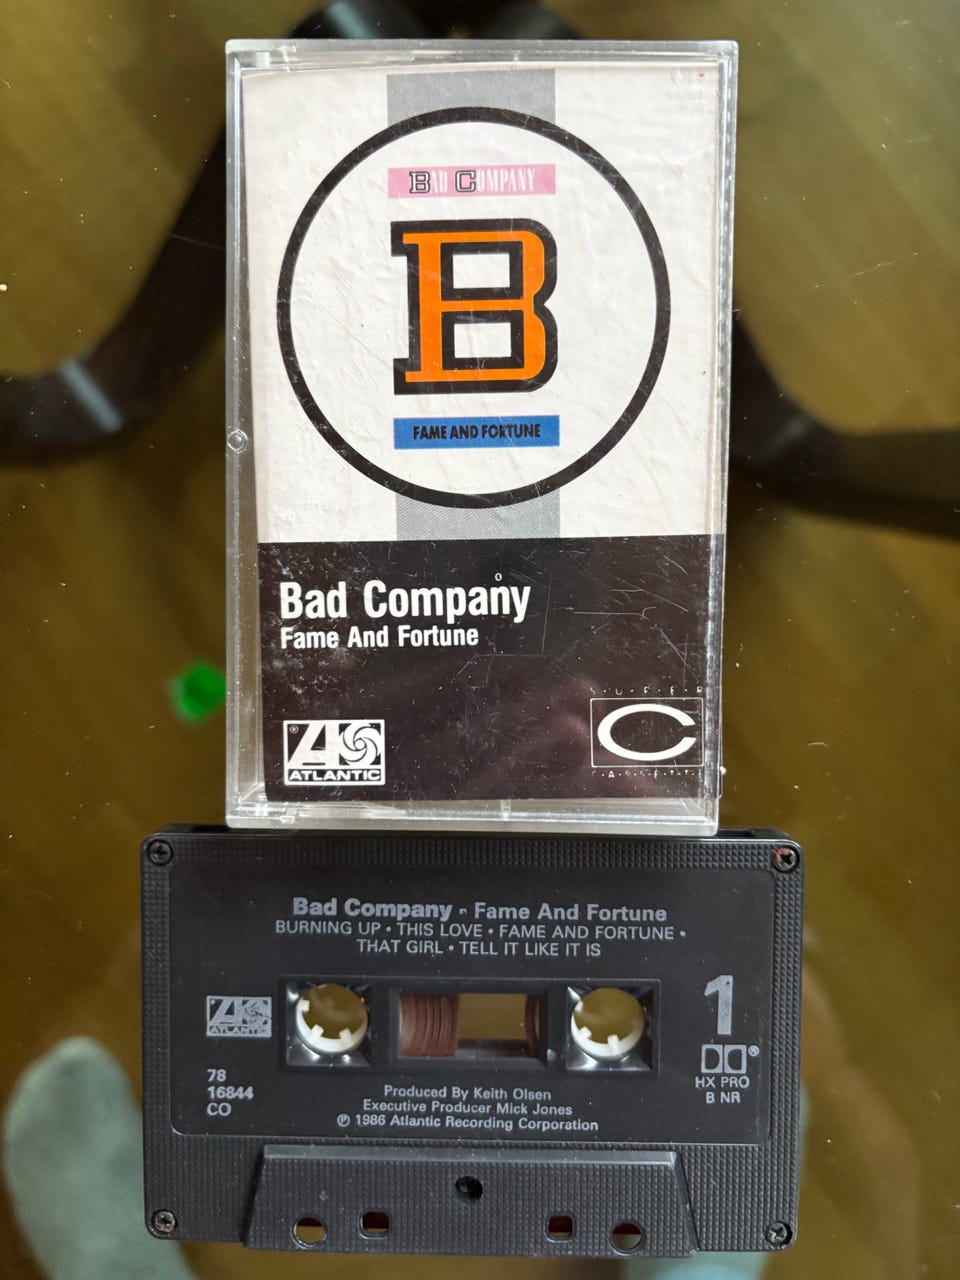 BAD COMPANY
B
FAME AND FORTUNE
Bad Company
Fame And Fortune
ATLANTIC
SUPER
C
CASSETTE
Bad Company - Fame And Fortune
BURNING UP • THIS LOVE • FAME AND FORTUNE •
THAT GIRL • TELL IT LIKE IT IS
ATLANTIC
1
78
16844
CO
HX PRO
B NR
Produced By Keith Olsen
Executive Producer Mick Jones
℗ 1986 Atlantic Recording Corporation